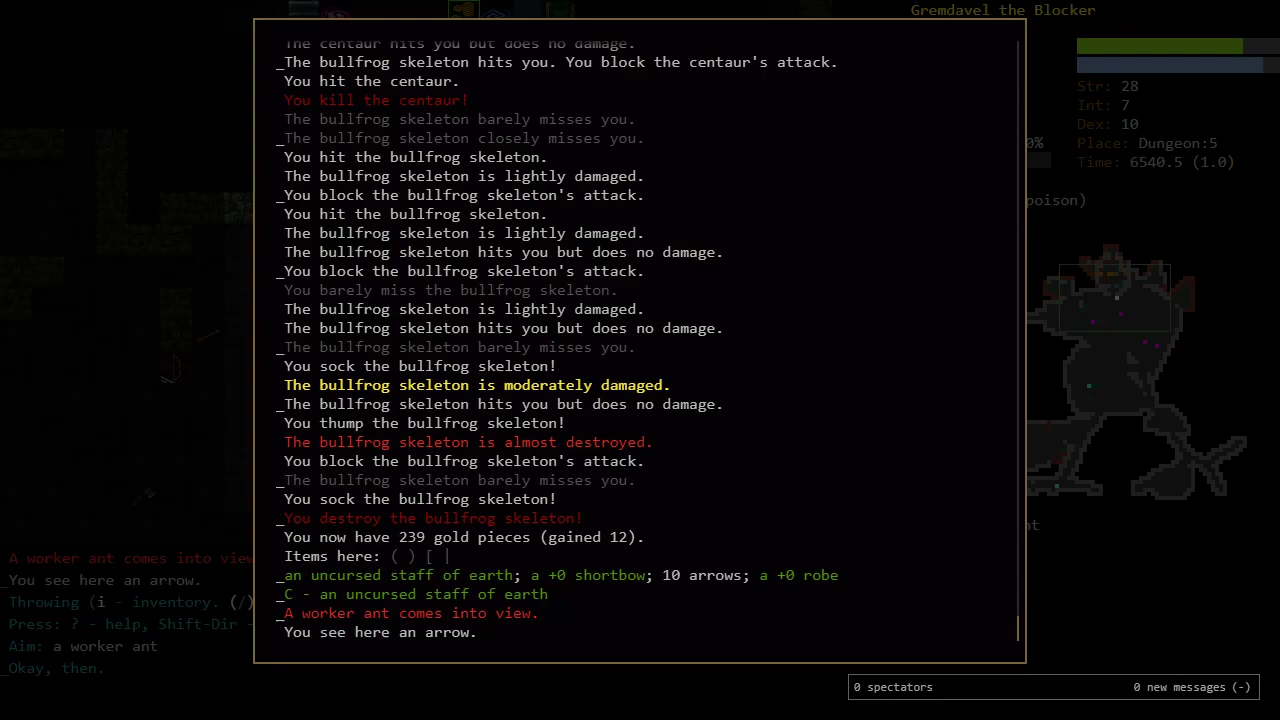 Gremdavel the Blocker
The centaur hits you but does no damage.
_The bullfrog skeleton hits you. You block the centaur's attack.
You hit the centaur.
You kill the centaur!
The bullfrog skeleton barely misses you.
_The bullfrog skeleton closely misses you.
You hit the bullfrog skeleton.
The bullfrog skeleton is lightly damaged.
_You block the bullfrog skeleton's attack.
You hit the bullfrog skeleton.
The bullfrog skeleton is lightly damaged.
The bullfrog skeleton hits you but does no damage.
_You block the bullfrog skeleton's attack.
You barely miss the bullfrog skeleton.
The bullfrog skeleton is lightly damaged.
The bullfrog skeleton hits you but does no damage.
_The bullfrog skeleton barely misses you.
You sock the bullfrog skeleton!
The bullfrog skeleton is moderately damaged.
_The bullfrog skeleton hits you but does no damage.
You thump the bullfrog skeleton!
The bullfrog skeleton is almost destroyed.
You block the bullfrog skeleton's attack.
_The bullfrog skeleton barely misses you.
You sock the bullfrog skeleton!
_You destroy the bullfrog skeleton!
You now have 239 gold pieces (gained 12).
Items here: ( ) [ |
_an uncursed staff of earth; a +0 shortbow; 10 arrows; a +0 robe
_C - an uncursed staff of earth
_A worker ant comes into view.
You see here an arrow.
Str: 28
Int: 7
Dex: 10
0% Place: Dungeon:5
Time: 6540.5 (1.0)
poison)
nt
A worker ant comes into view
_You see here an arrow.
Throwing (i - inventory. (/)
Press: ? - help, Shift-Dir -
Aim: a worker ant
_Okay, then.
0 spectators 0 new messages (-)